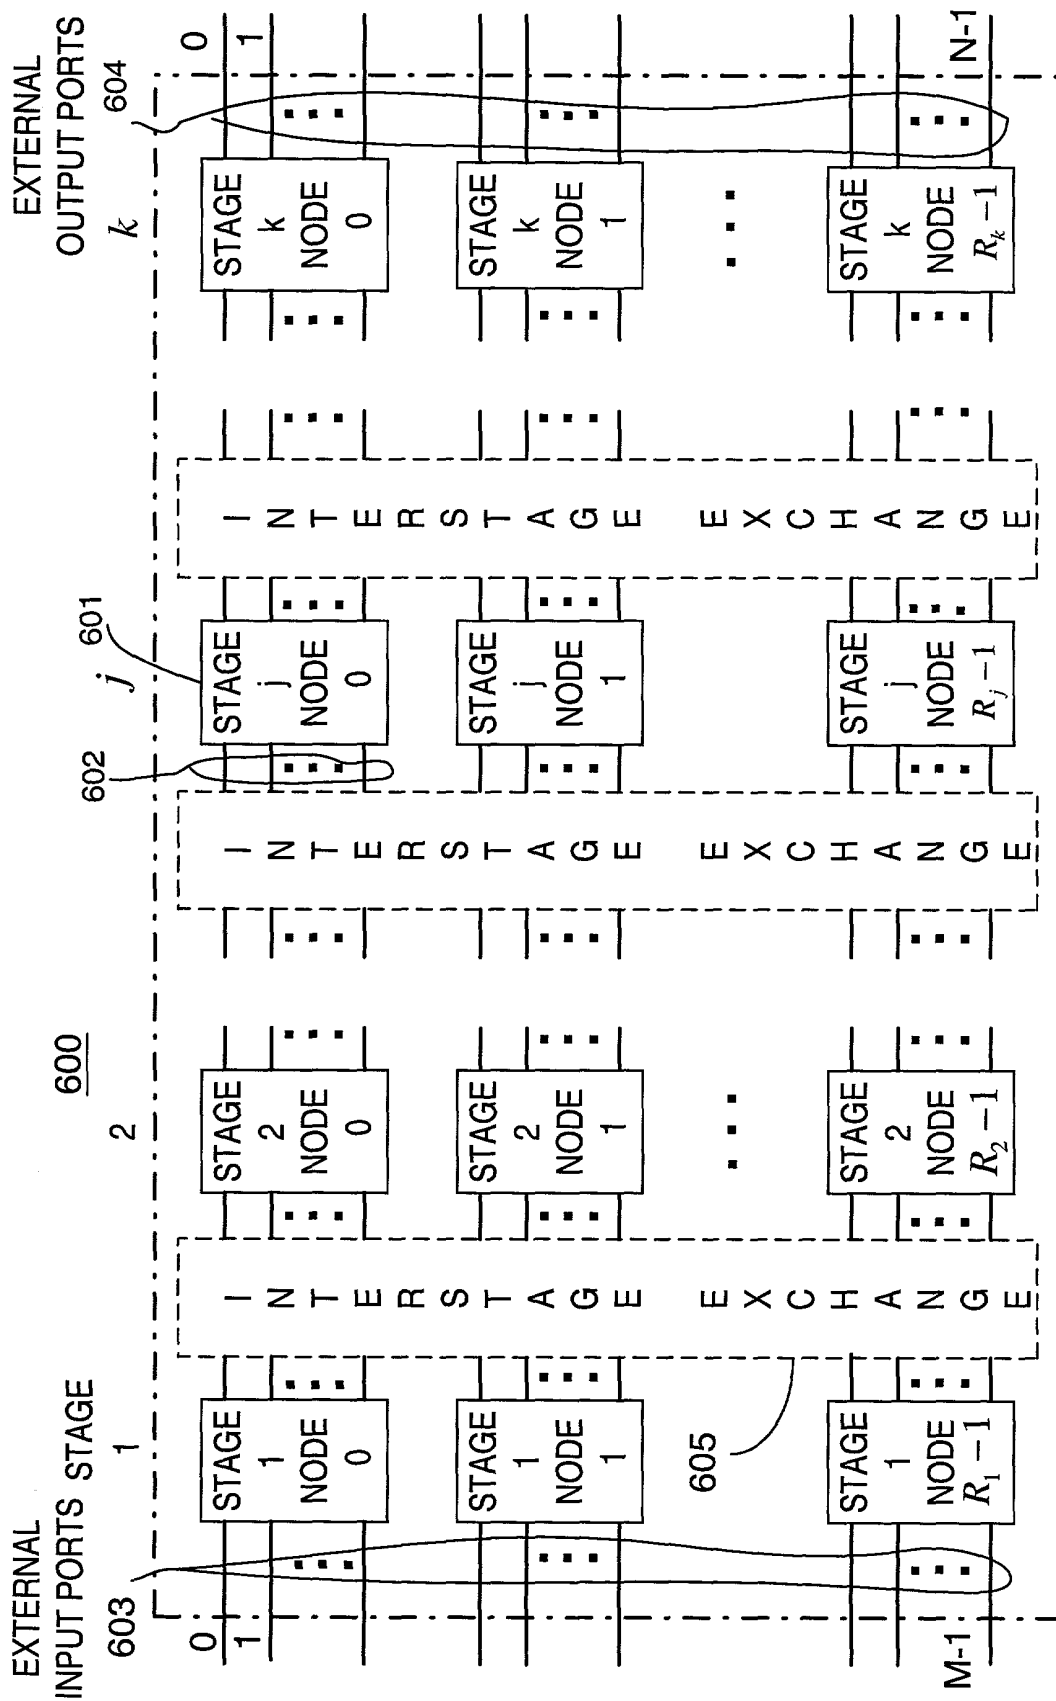 EXTERNAL
INPUT PORTS
603
STAGE
1
2
600
j
k
EXTERNAL
OUTPUT PORTS
604
602
601
605
0
1
M-1
0
1
N-1
STAGE
1
NODE
0
STAGE
1
NODE
1
STAGE
1
NODE
R₁-1
INTERSTAGE EXCHANGE
STAGE
2
NODE
0
STAGE
2
NODE
1
STAGE
2
NODE
R₂-1
INTERSTAGE EXCHANGE
STAGE
j
NODE
0
STAGE
j
NODE
1
STAGE
j
NODE
Rⱼ-1
INTERSTAGE EXCHANGE
STAGE
k
NODE
0
STAGE
k
NODE
1
STAGE
k
NODE
Rₖ-1